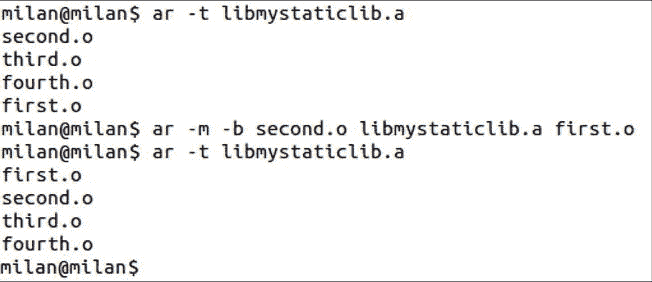 milan@milan$ ar -t libmystaticlib.a
second.o
third.o
fourth.o
first.o
milan@milan$ ar -m -b second.o libmystaticlib.a first.o
milan@milan$ ar -t libmystaticlib.a
first.o
second.o
third.o
fourth.o
milan@milan$